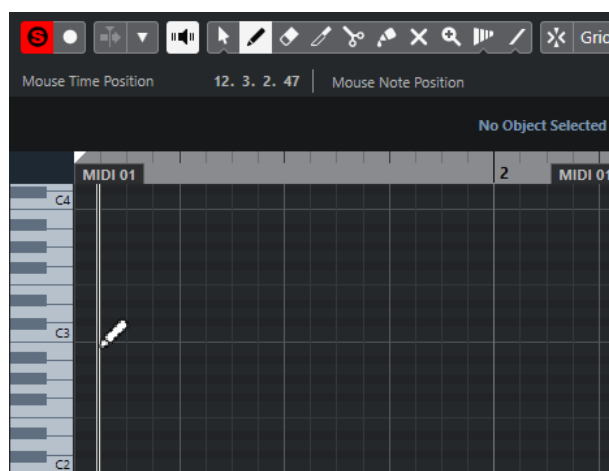 S
Grid
Mouse Time Position 12. 3. 2. 47 Mouse Note Position
No Object Selected
MIDI 01 2 MIDI 01
C4
C3
C2